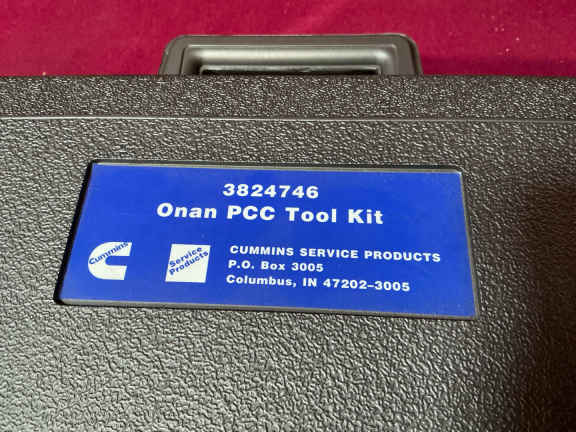 3824746
Onan PCC Tool Kit
Cummins
Service
Products
CUMMINS SERVICE PRODUCTS
P.O. Box 3005
Columbus, IN 47202-3005